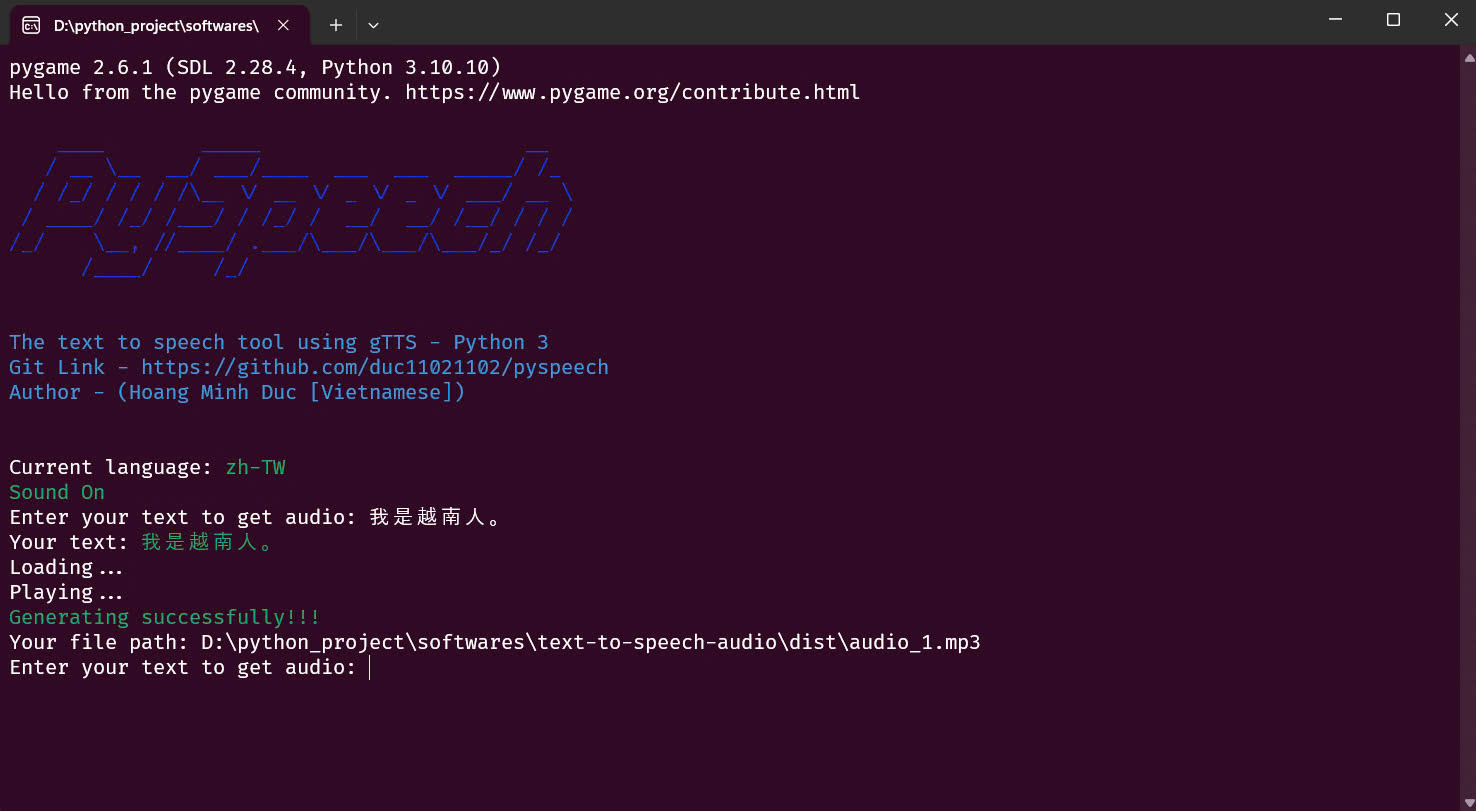 D:\python_project\softwares\
pygame 2.6.1 (SDL 2.28.4, Python 3.10.10)
Hello from the pygame community. https://www.pygame.org/contribute.html
PySpeech
The text to speech tool using gTTS - Python 3
Git Link - https://github.com/duc11021102/pyspeech
Author - (Hoang Minh Duc [Vietnamese])
Current language: zh-TW
Sound On
Enter your text to get audio: 我是越南人。
Your text: 我是越南人。
Loading...
Playing...
Generating successfully!!!
Your file path: D:\python_project\softwares\text-to-speech-audio\dist\audio_1.mp3
Enter your text to get audio: